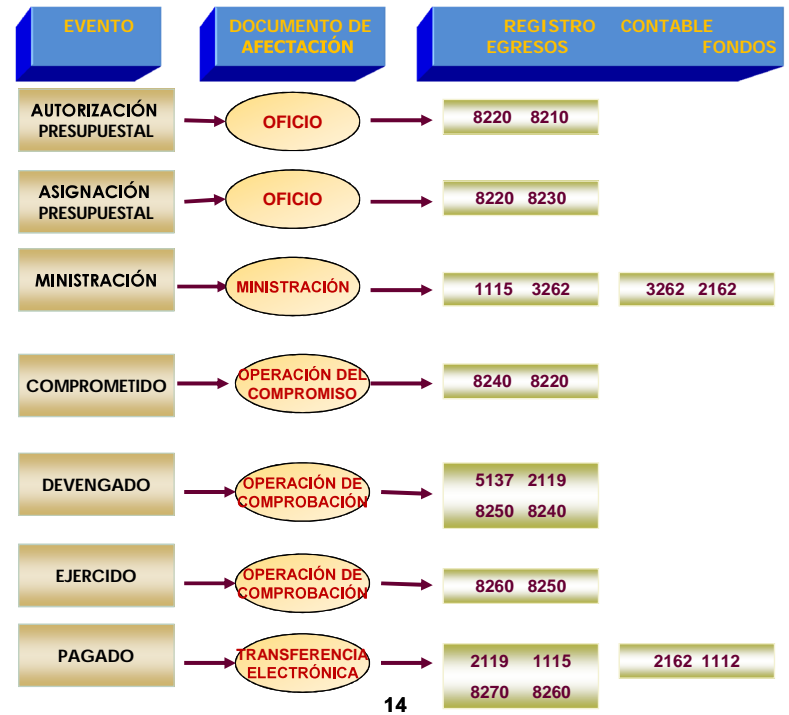 EVENTO
DOCUMENTO DE
AFECTACIÓN
REGISTRO CONTABLE
EGRESOS FONDOS
AUTORIZACIÓN
PRESUPUESTAL
OFICIO
8220 8210
ASIGNACIÓN
PRESUPUESTAL
OFICIO
8220 8230
MINISTRACIÓN
MINISTRACIÓN
1115 3262
3262 2162
COMPROMETIDO
OPERACIÓN DEL
COMPROMISO
8240 8220
DEVENGADO
OPERACIÓN DE
COMPROBACIÓN
5137 2119
8250 8240
EJERCIDO
OPERACIÓN DE
COMPROBACIÓN
8260 8250
PAGADO
TRANSFERENCIA
ELECTRÓNICA
2119 1115
8270 8260
2162 1112
14